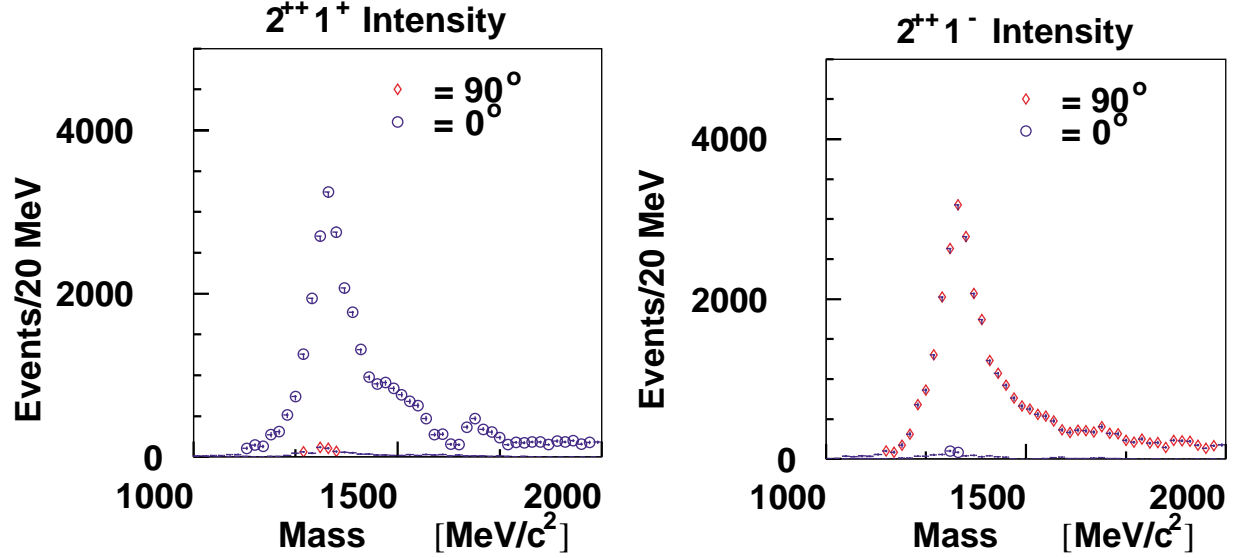 2⁺⁺1⁺ Intensity
= 90°
= 0°
4000
2000
0
Events/20 MeV
1000 1500 2000
Mass [MeV/c²]
2⁺⁺1⁻ Intensity
= 90°
= 0°
4000
2000
0
Events/20 MeV
1000 1500 2000
Mass [MeV/c²]